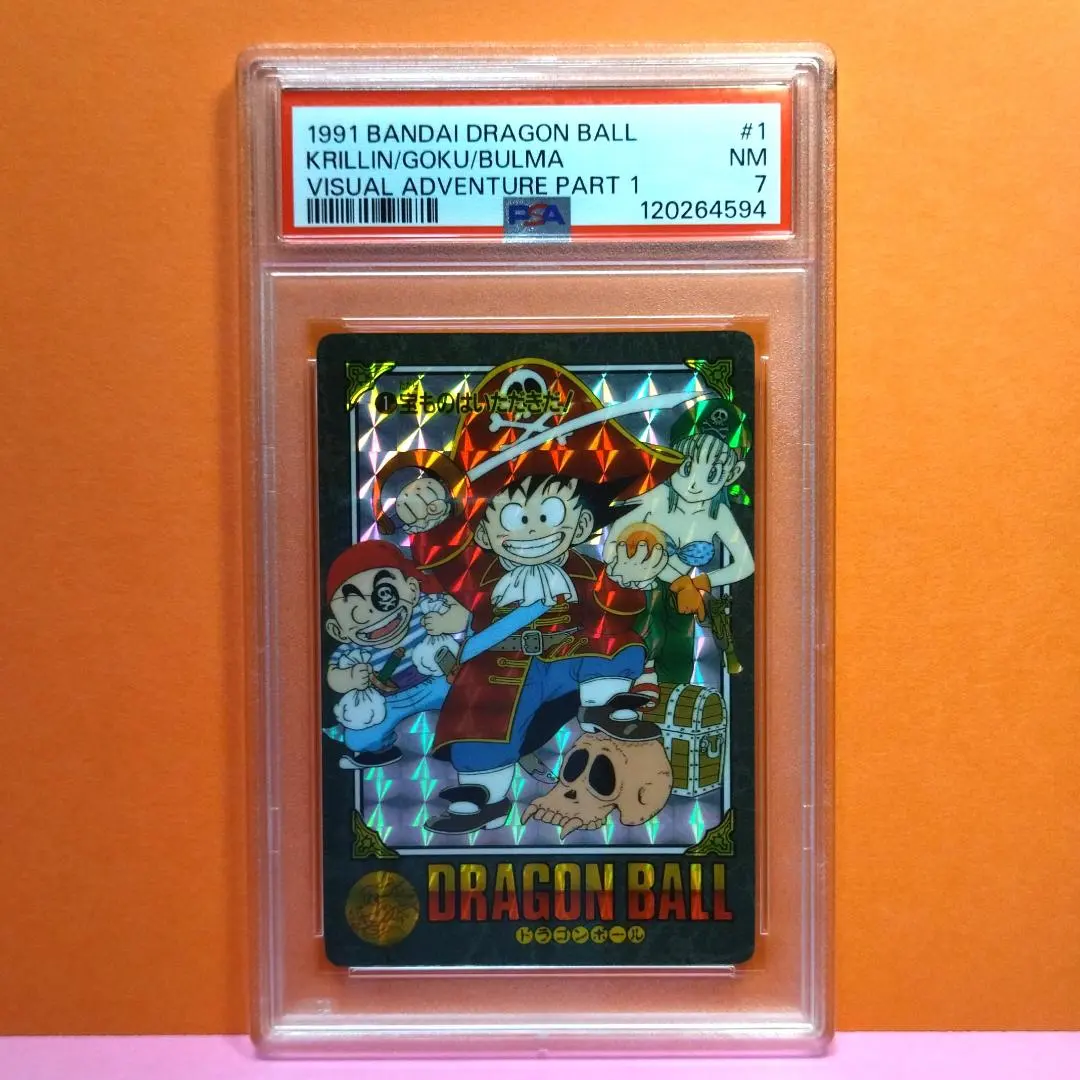 1991 BANDAI DRAGON BALL #1
KRILLIN/GOKU/BULMA NM
VISUAL ADVENTURE PART 1 7
PSA 120264594
❶宝ものはいただきだ!
DRAGON BALL
ドラゴンボール